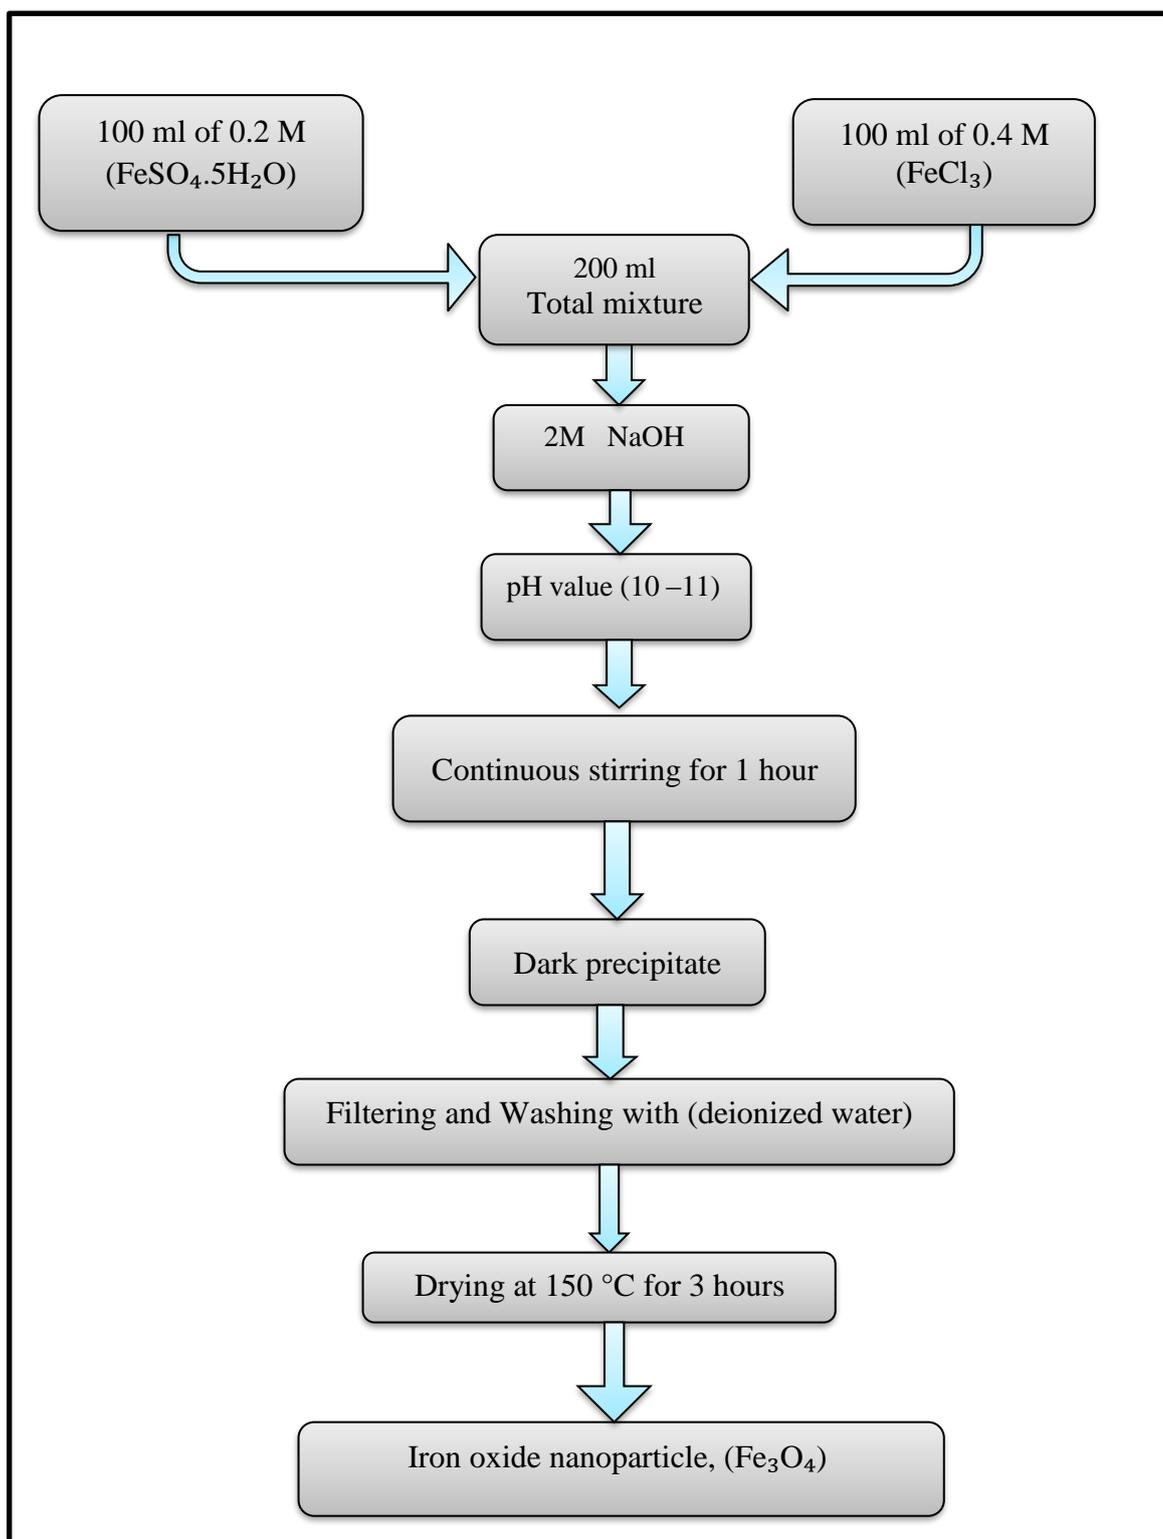 100 ml of 0.2 M
(FeSO₄.5H₂O)
100 ml of 0.4 M
(FeCl₃)
200 ml
Total mixture
2M NaOH
pH value (10 –11)
Continuous stirring for 1 hour
Dark precipitate
Filtering and Washing with (deionized water)
Drying at 150 °C for 3 hours
Iron oxide nanoparticle, (Fe₃O₄)